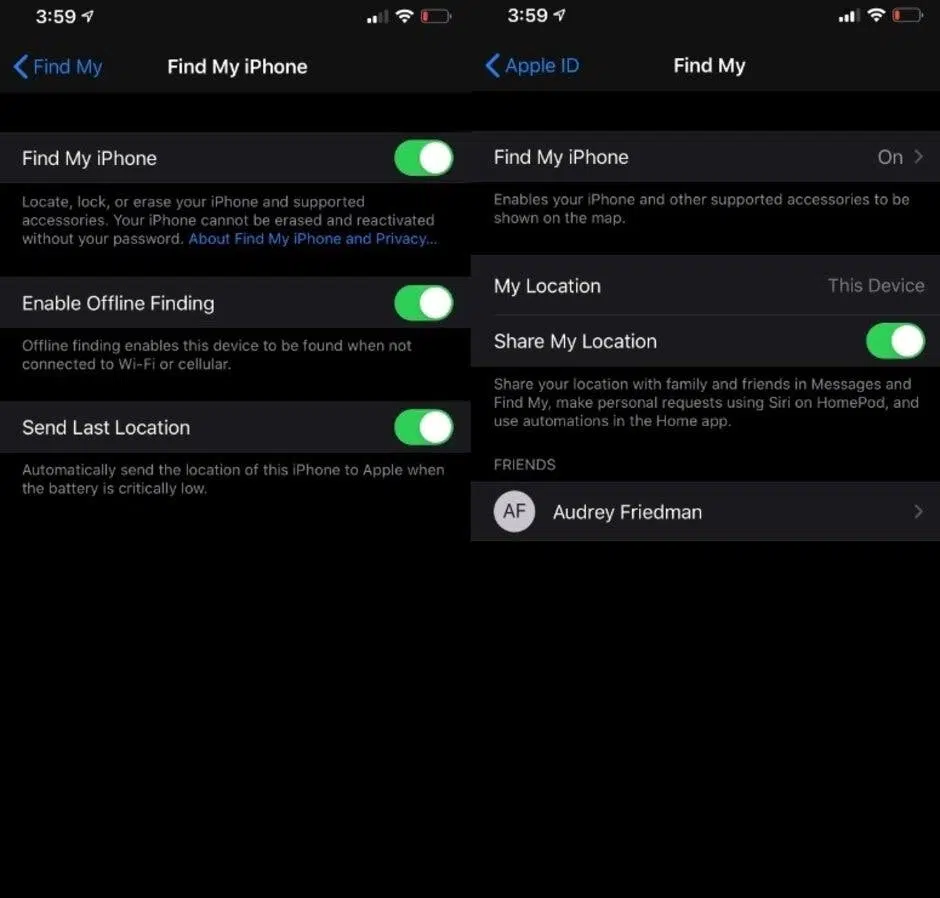 3:59
Find My
Find My iPhone
Find My iPhone
Locate, lock, or erase your iPhone and supported
accessories. Your iPhone cannot be erased and reactivated
without your password. About Find My iPhone and Privacy...
Enable Offline Finding
Offline finding enables this device to be found when not
connected to Wi-Fi or cellular.
Send Last Location
Automatically send the location of this iPhone to Apple when
the battery is critically low.
3:59
Apple ID
Find My
Find My iPhone
On
Enables your iPhone and other supported accessories to be
shown on the map.
My Location
This Device
Share My Location
Share your location with family and friends in Messages and
Find My, make personal requests using Siri on HomePod, and
use automations in the Home app.
FRIENDS
AF
Audrey Friedman